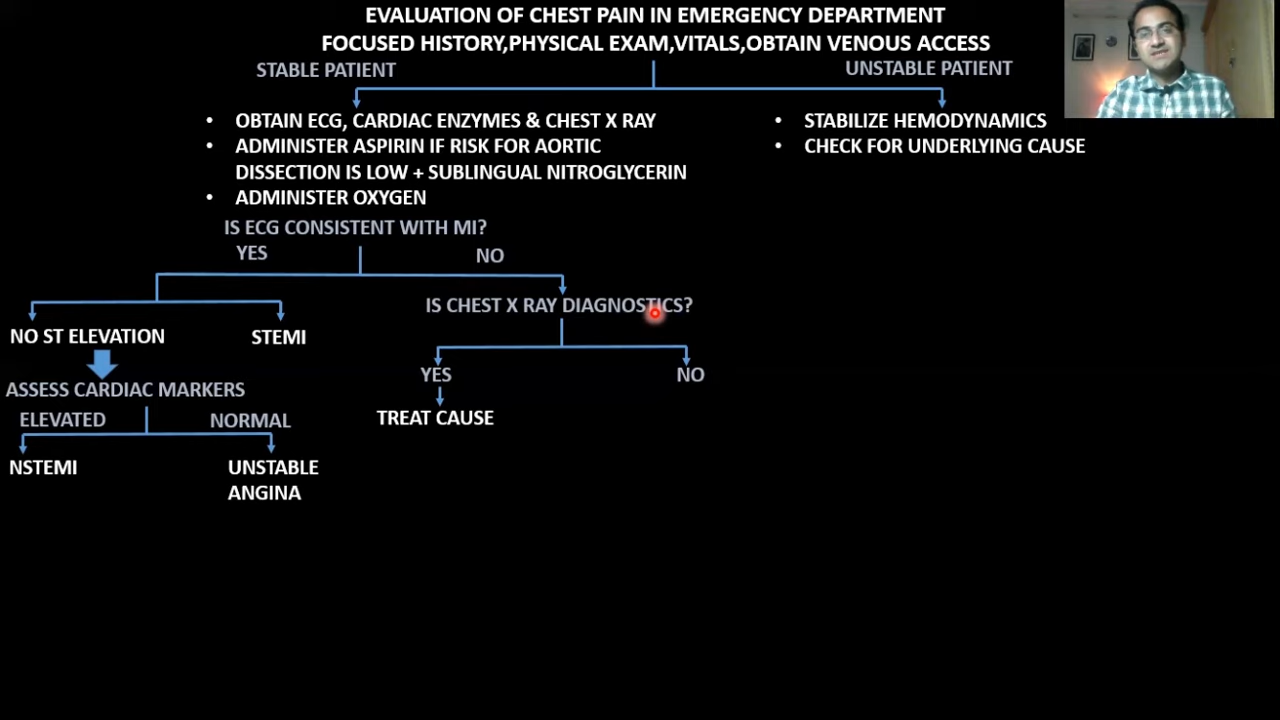 EVALUATION OF CHEST PAIN IN EMERGENCY DEPARTMENT
FOCUSED HISTORY,PHYSICAL EXAM,VITALS,OBTAIN VENOUS ACCESS
STABLE PATIENT
UNSTABLE PATIENT
• OBTAIN ECG, CARDIAC ENZYMES & CHEST X RAY
• ADMINISTER ASPIRIN IF RISK FOR AORTIC
DISSECTION IS LOW + SUBLINGUAL NITROGLYCERIN
• ADMINISTER OXYGEN
• STABILIZE HEMODYNAMICS
• CHECK FOR UNDERLYING CAUSE
IS ECG CONSISTENT WITH MI?
YES
NO
NO ST ELEVATION
STEMI
ASSESS CARDIAC MARKERS
ELEVATED
NORMAL
NSTEMI
UNSTABLE
ANGINA
IS CHEST X RAY DIAGNOSTICS?
YES
NO
TREAT CAUSE